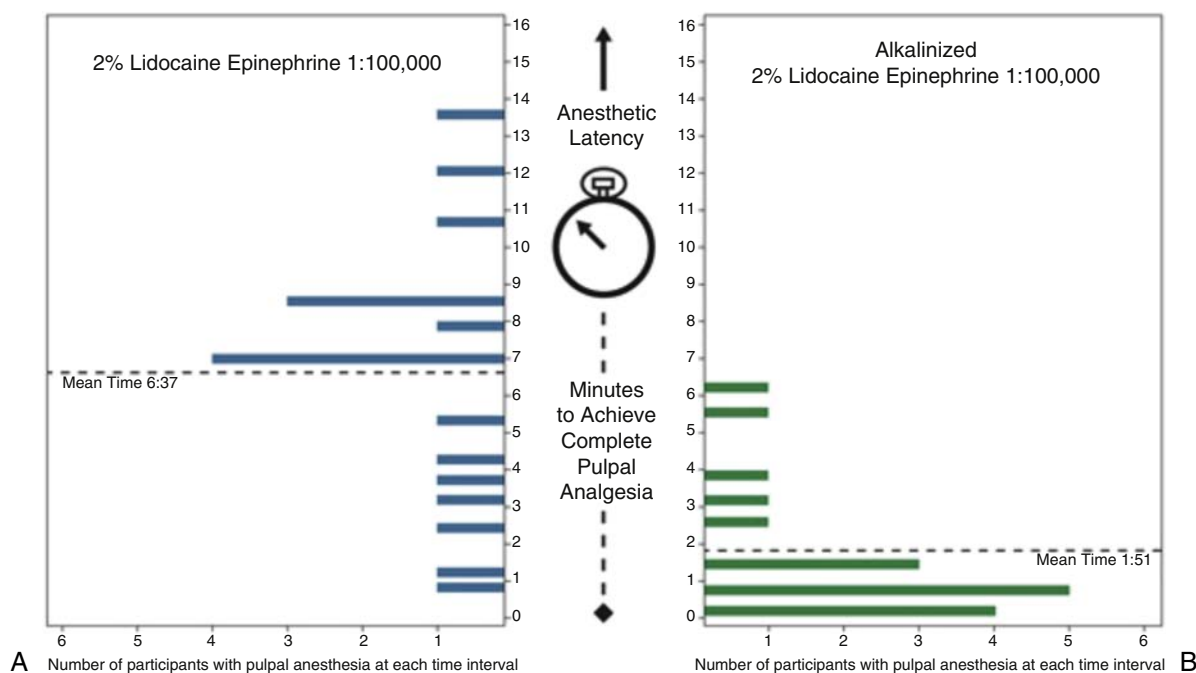 2% Lidocaine Epinephrine 1:100,000
16
15
14
13
12
11
10
9
8
7
6
5
4
3
2
1
0
Mean Time 6:37
6 5 4 3 2 1
A Number of participants with pulpal anesthesia at each time interval
Anesthetic
Latency
Minutes
to Achieve
Complete
Pulpal
Analgesia
Alkalinized
2% Lidocaine Epinephrine 1:100,000
16
15
14
13
12
11
10
9
8
7
6
5
4
3
2
1
0
Mean Time 1:51
1 2 3 4 5 6
Number of participants with pulpal anesthesia at each time interval B